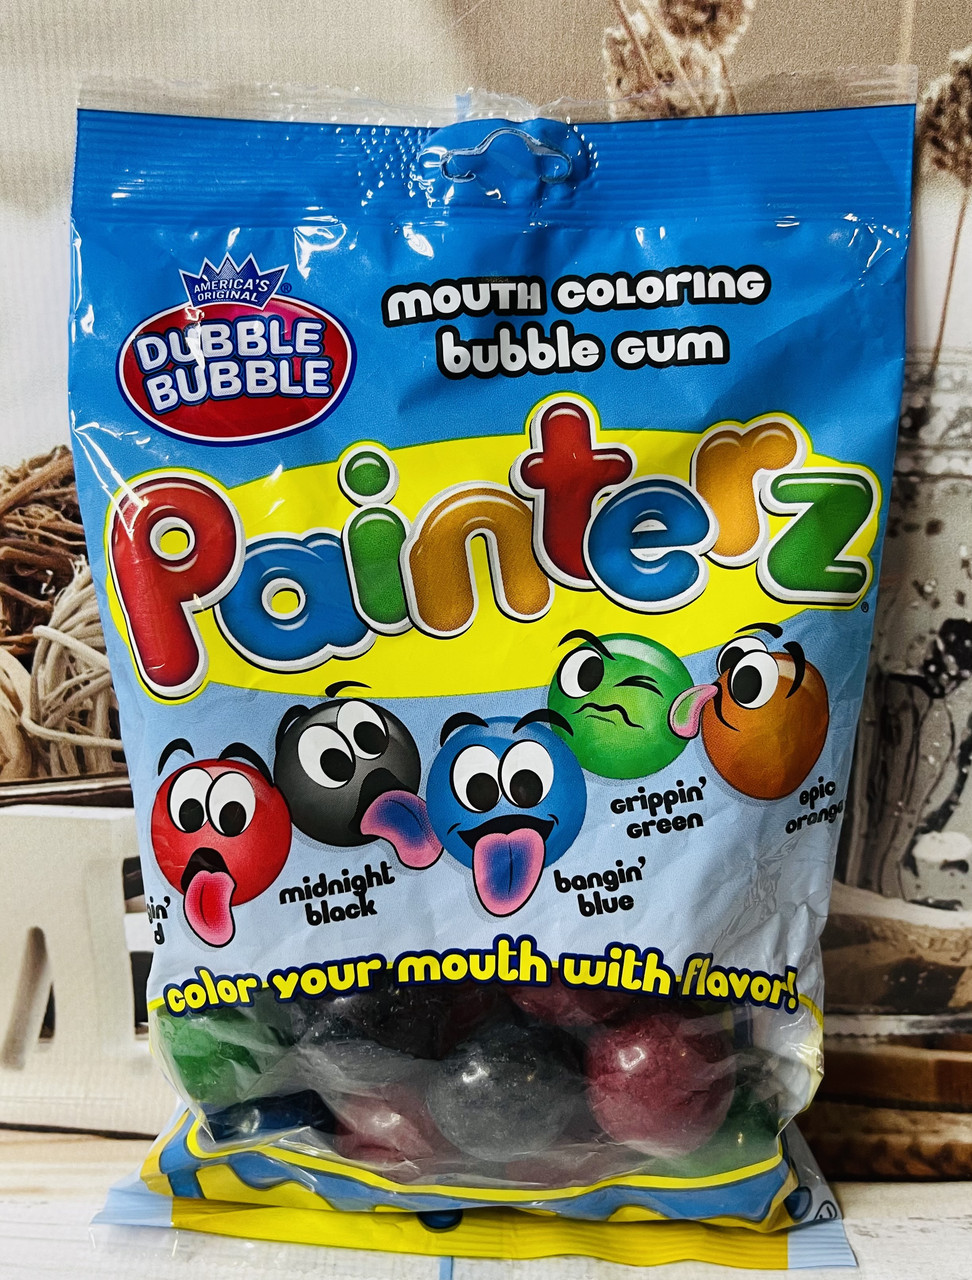 AMERICA'S
ORIGINAL
®
DUBBLE
BUBBLE
mouth coloring
bubble gum
Painterz
®
midnight
black
bangin'
blue
grippin'
green
epic
color your mouth with flavor!